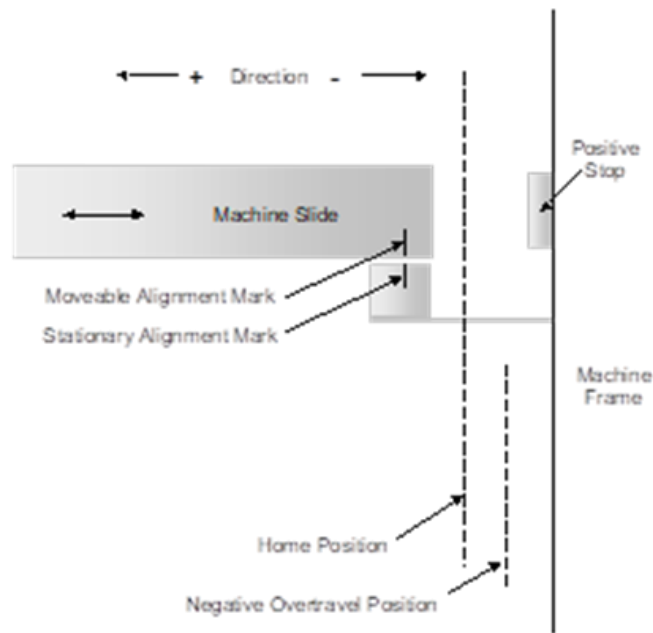 + Direction -
Positive
Stop
Machine Slide
Moveable Alignment Mark
Stationary Alignment Mark
Machine
Frame
Home Position
Negative Overtravel Position